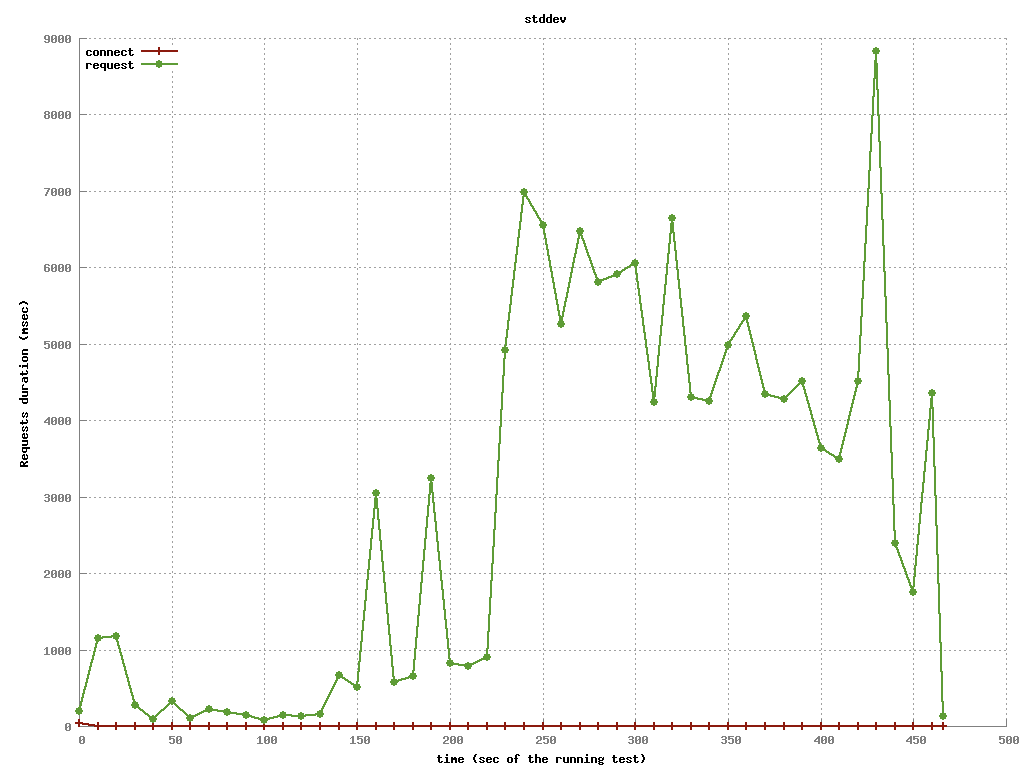 stddev
9000
connect
request
8000
7000
6000
5000
4000
3000
2000
1000
0
Requests duration (msec)
0 50 100 150 200 250 300 350 400 450 500
time (sec of the running test)